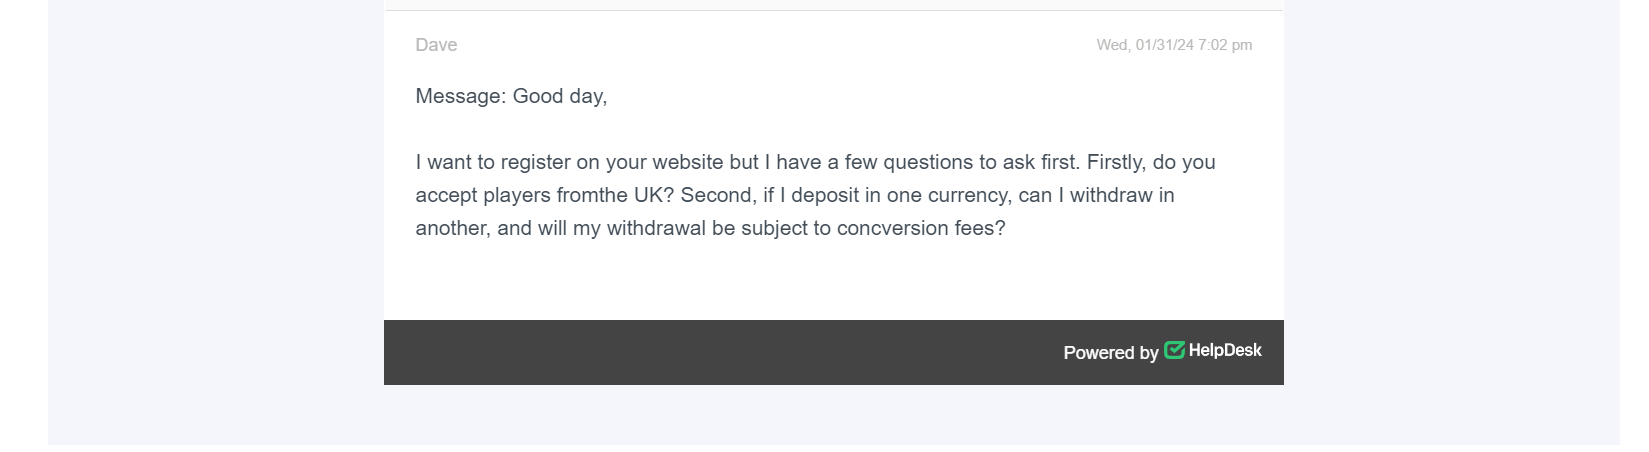 Dave
Wed, 01/31/24 7:02 pm
Message: Good day,
I want to register on your website but I have a few questions to ask first. Firstly, do you
accept players fromthe UK? Second, if I deposit in one currency, can I withdraw in
another, and will my withdrawal be subject to concversion fees?
Powered by HelpDesk